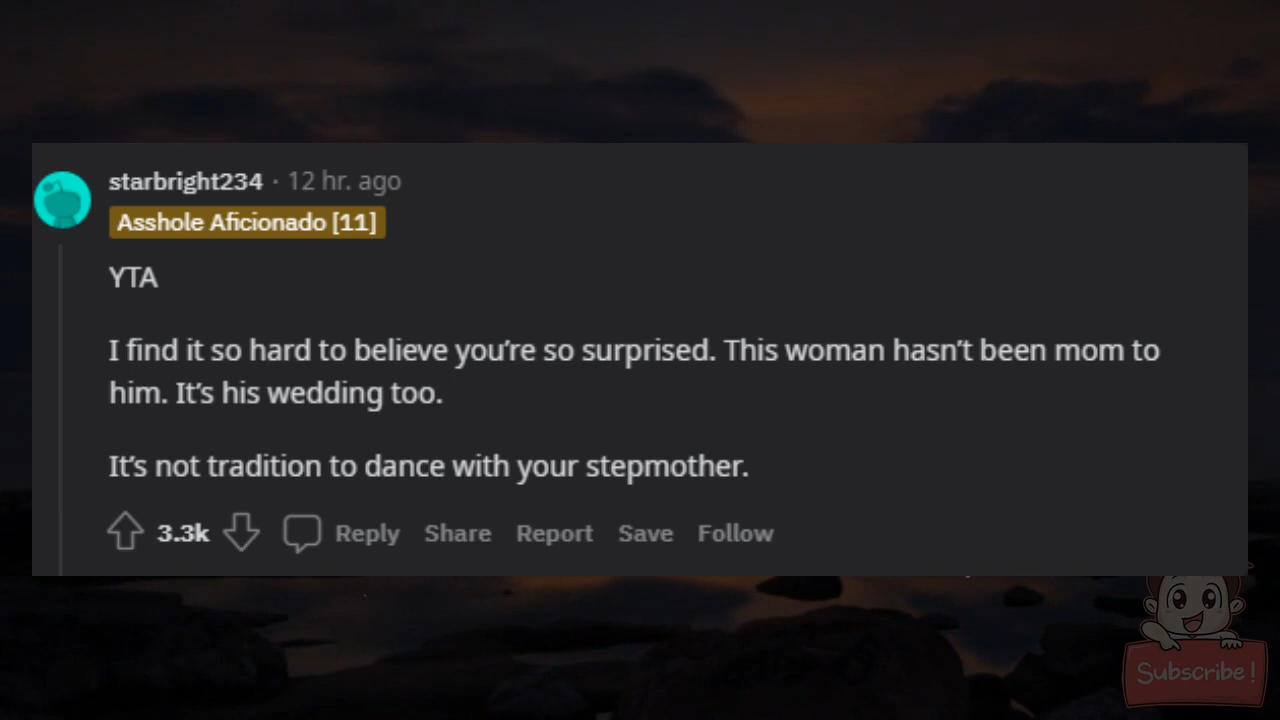 starbright234 · 12 hr. ago
Asshole Aficionado [11]
YTA
I find it so hard to believe you're so surprised. This woman hasn't been mom to
him. It's his wedding too.
It's not tradition to dance with your stepmother.
3.3k Reply Share Report Save Follow
Subscribe!